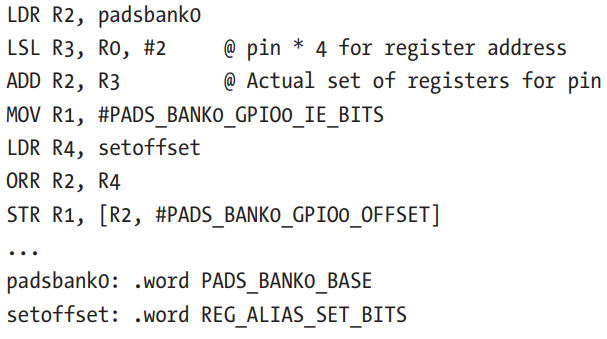 LDR R2, padsbank0
LSL R3, R0, #2 @ pin * 4 for register address
ADD R2, R3 @ Actual set of registers for pin
MOV R1, #PADS_BANK0_GPIO0_IE_BITS
LDR R4, setoffset
ORR R2, R4
STR R1, [R2, #PADS_BANK0_GPIO0_OFFSET]
...
padsbank0: .word PADS_BANK0_BASE
setoffset: .word REG_ALIAS_SET_BITS